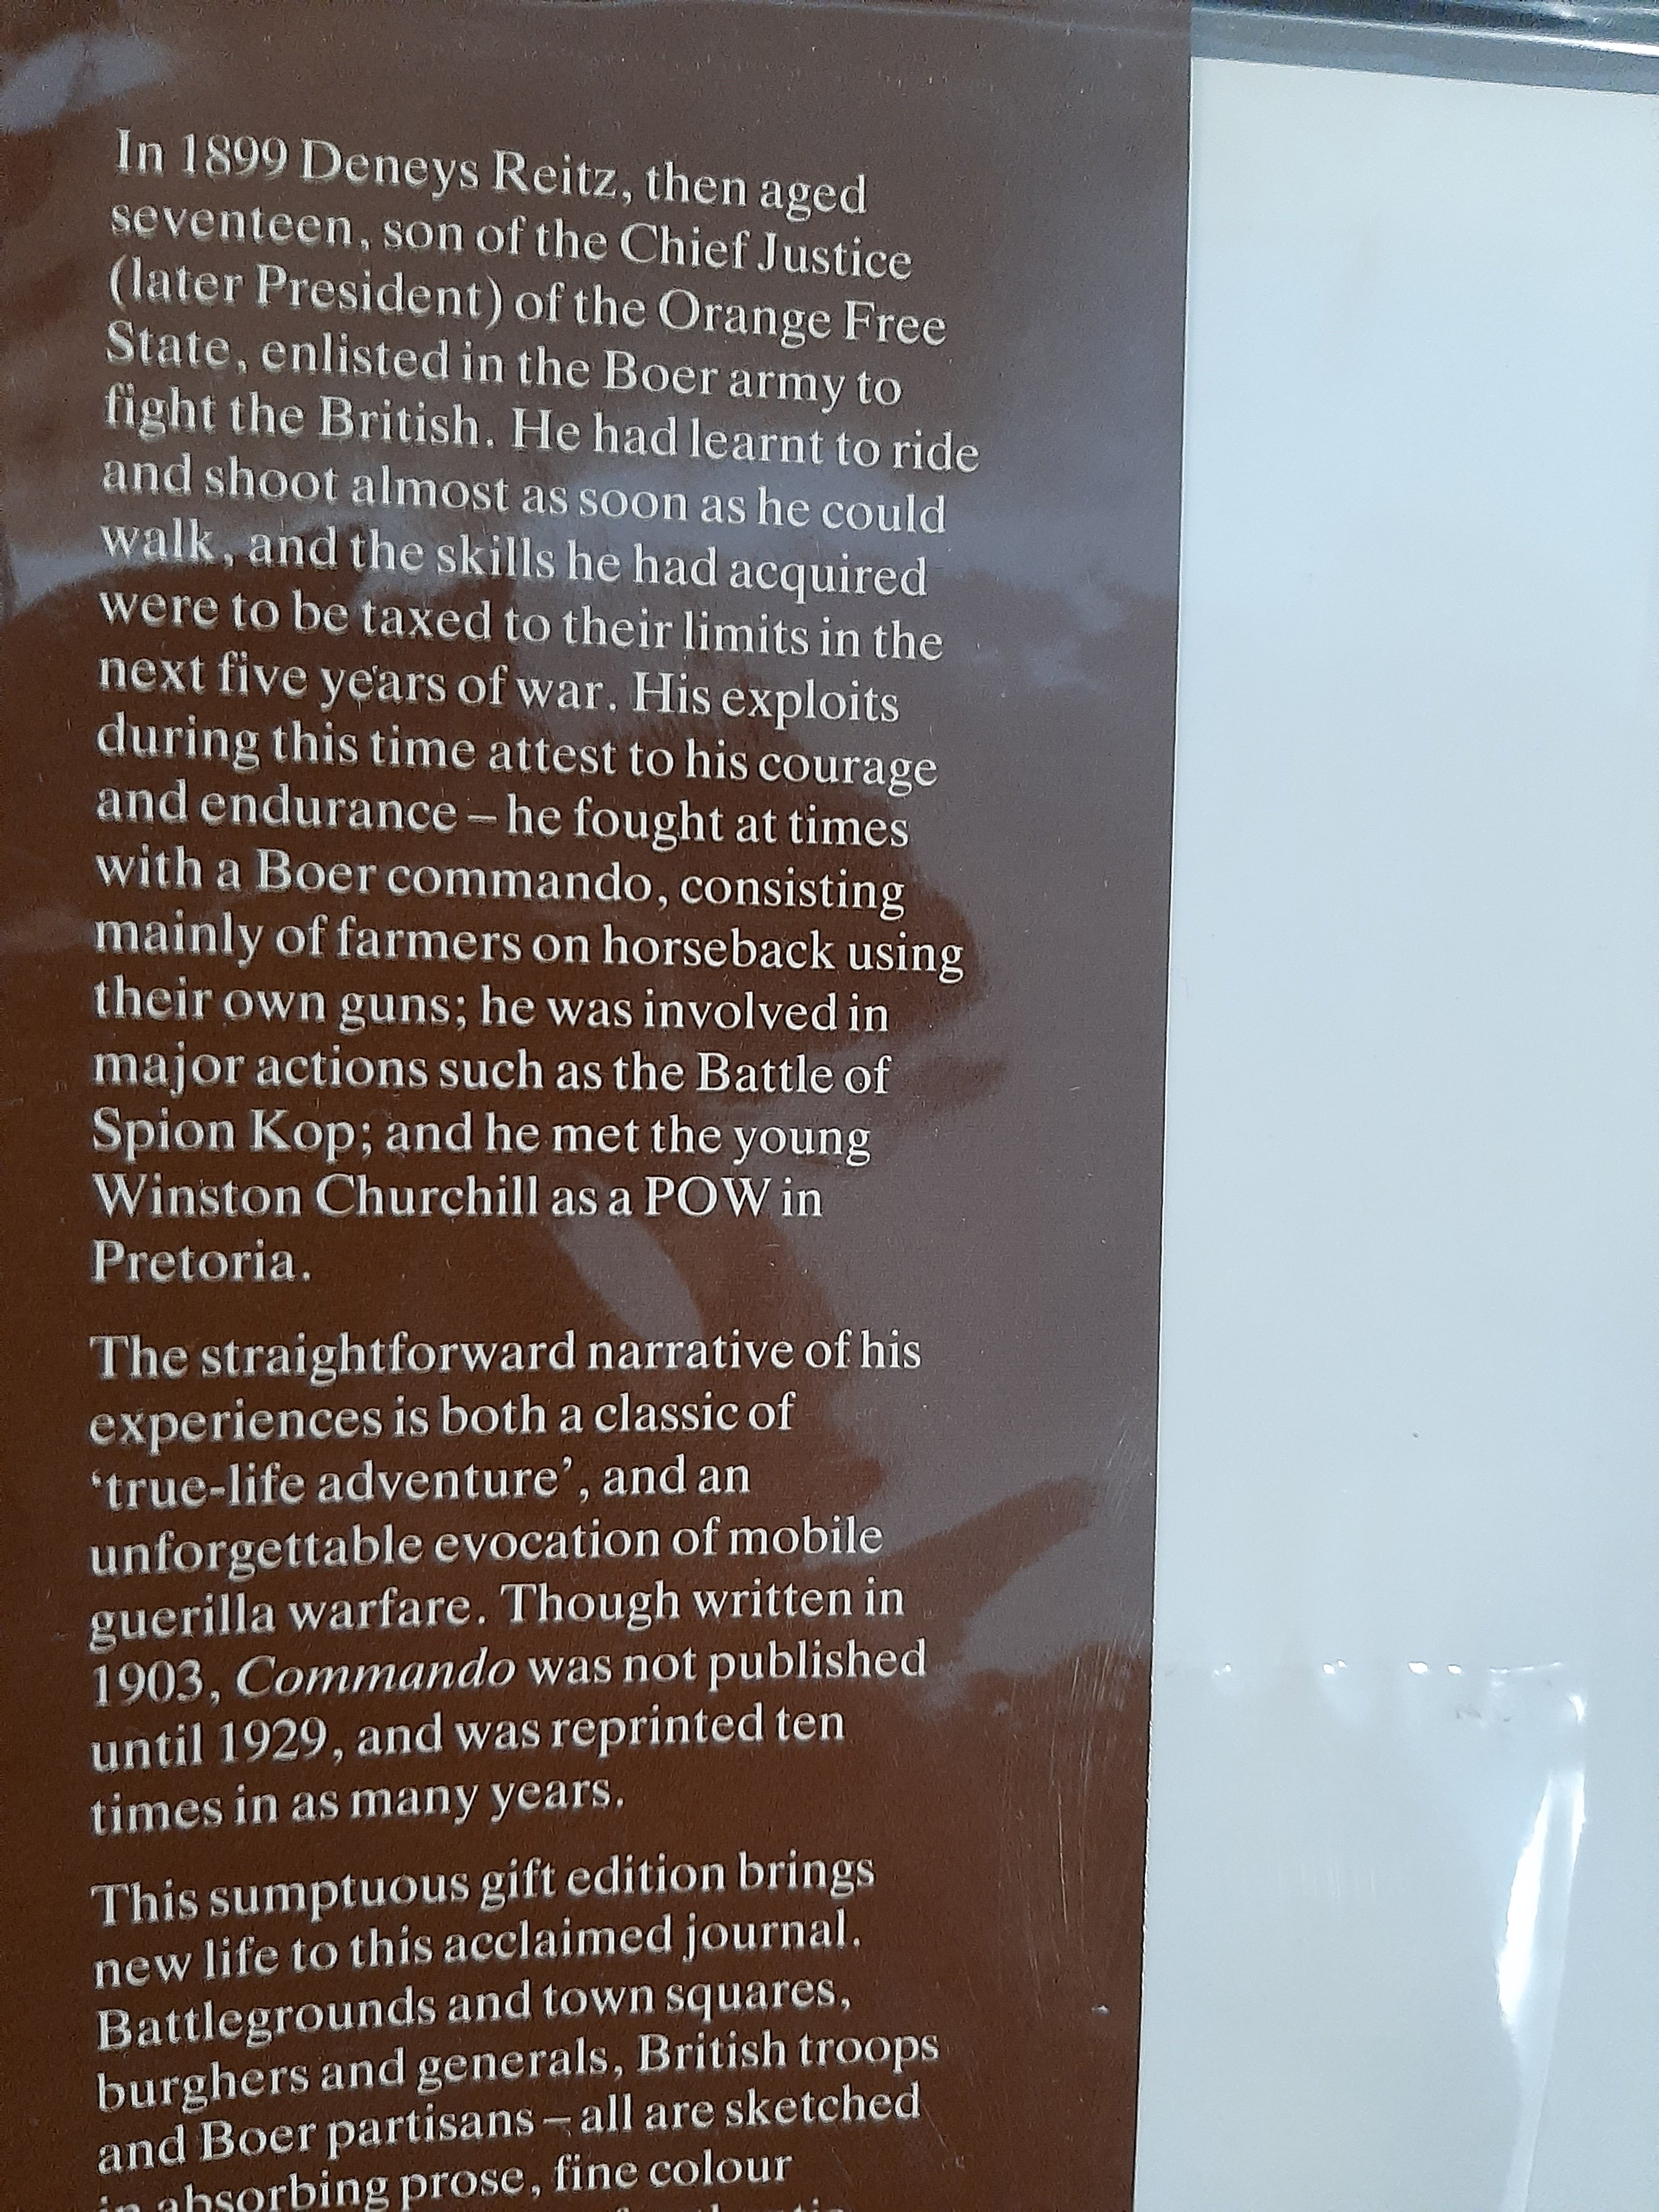 In 1899 Deneys Reitz, then aged
seventeen, son of the Chief Justice
(later President) of the Orange Free
State, enlisted in the Boer army to
fight the British. He had learnt to ride
and shoot almost as soon as he could
walk, and the skills he had acquired
were to be taxed to their limits in the
next five years of war. His exploits
during this time attest to his courage
and endurance – he fought at times
with a Boer commando, consisting
mainly of farmers on horseback using
their own guns; he was involved in
major actions such as the Battle of
Spion Kop; and he met the young
Winston Churchill as a POW in
Pretoria.
The straightforward narrative of his
experiences is both a classic of
‘true-life adventure’, and an
unforgettable evocation of mobile
guerilla warfare. Though written in
1903, Commando was not published
until 1929, and was reprinted ten
times in as many years.
This sumptuous gift edition brings
new life to this acclaimed journal.
Battlegrounds and town squares,
burghers and generals, British troops
and Boer partisans – all are sketched
in absorbing prose, fine colour